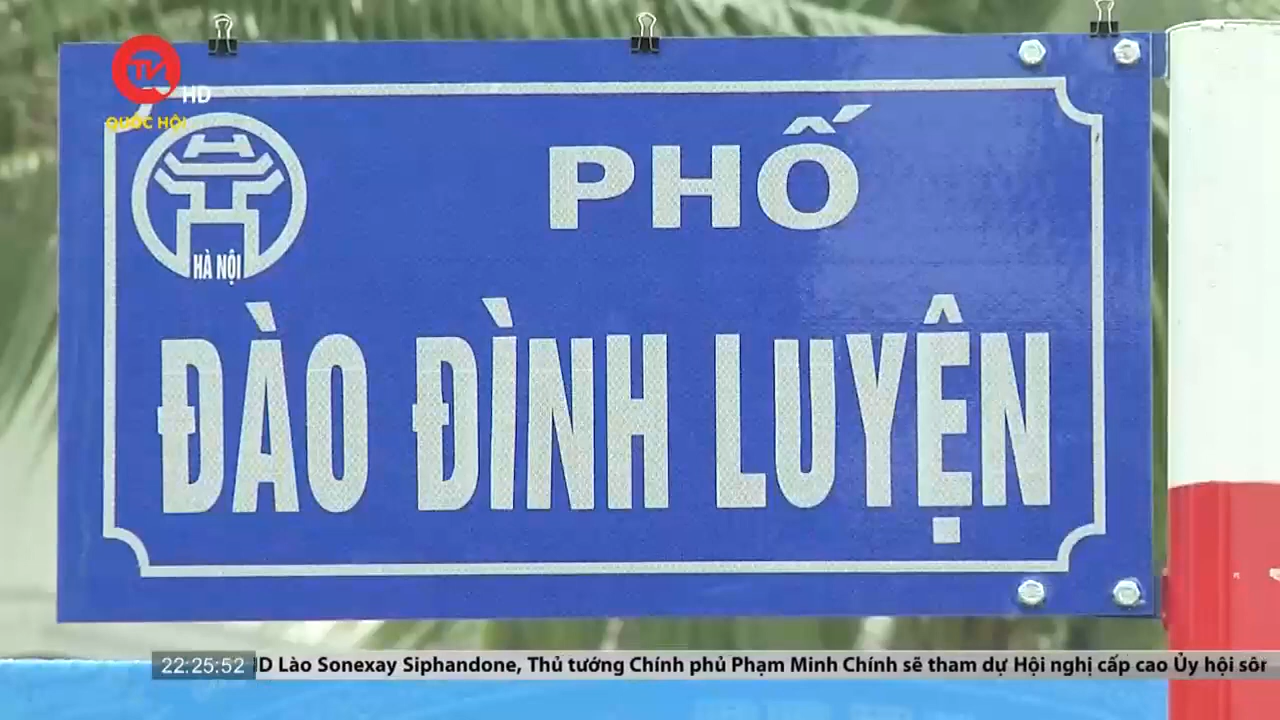 HD
QUỐC HỘI
PHỐ
HÀ NỘI
ĐÀO ĐÌNH LUYỆN
22:25:52
Lào Sonexay Siphandone, Thủ tướng Chính phủ Phạm Minh Chính sẽ tham dự Hội nghị cấp cao Ủy hội